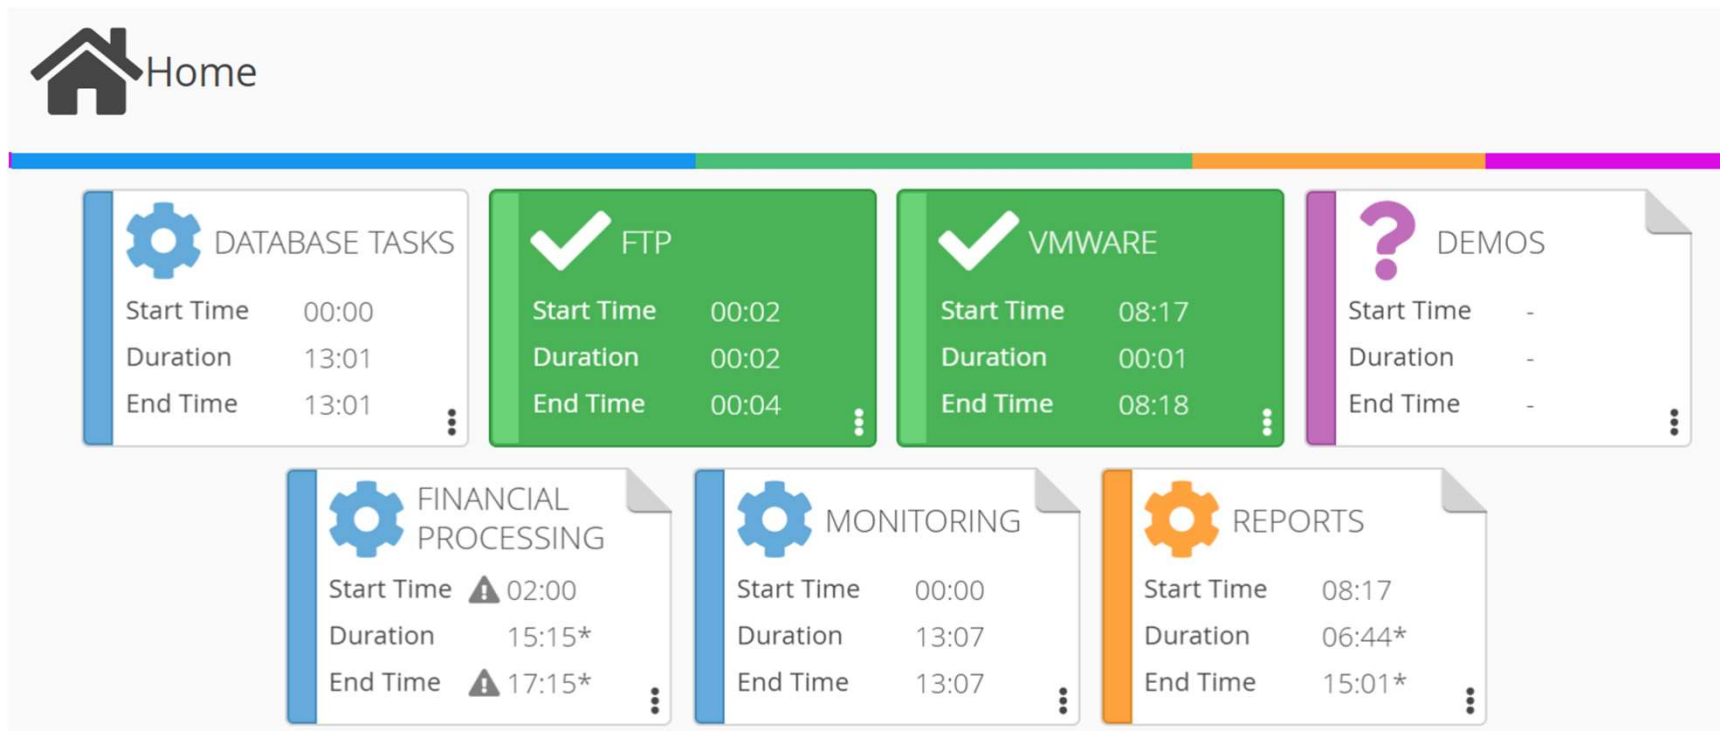 Home
DATABASE TASKS
Start Time 00:00
Duration 13:01
End Time 13:01
FTP
Start Time 00:02
Duration 00:02
End Time 00:04
VMWARE
Start Time 08:17
Duration 00:01
End Time 08:18
DEMOS
Start Time -
Duration -
End Time -
FINANCIAL
PROCESSING
Start Time 02:00
Duration 15:15*
End Time 17:15*
MONITORING
Start Time 00:00
Duration 13:07
End Time 13:07
REPORTS
Start Time 08:17
Duration 06:44*
End Time 15:01*